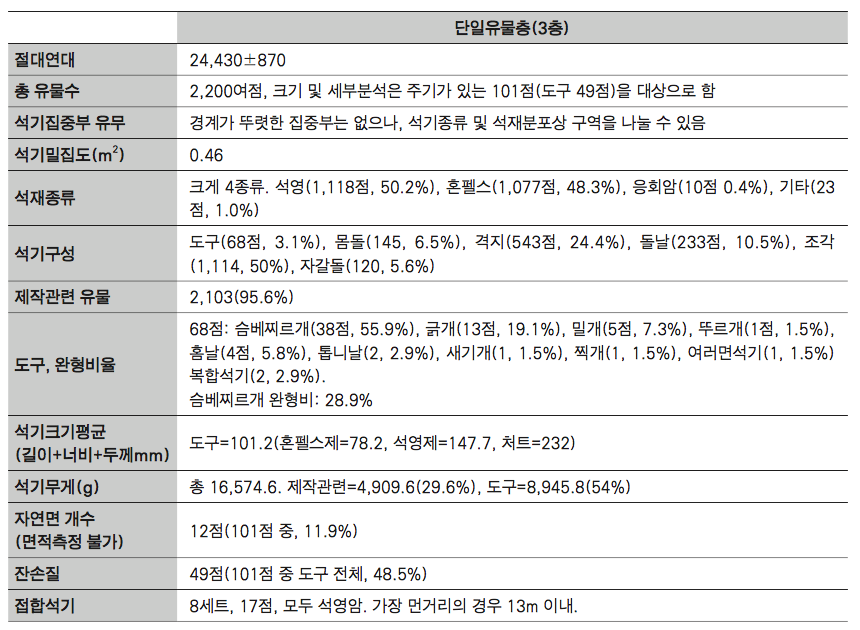 단일유물층(3층)
절대연대
24,430±870
총 유물수
2,200여점, 크기 및 세부분석은 주기가 있는 101점(도구 49점)을 대상으로 함
석기집중부 유무
경계가 뚜렷한 집중부는 없으나, 석기종류 및 석재분포상 구역을 나눌 수 있음
석기밀집도(m²)
0.46
석재종류
크게 4종류. 석영(1,118점, 50.2%), 혼펠스(1,077점, 48.3%), 응회암(10점 0.4%), 기타(23
점, 1.0%)
석기구성
도구(68점, 3.1%), 몸돌(145, 6.5%), 격지(543점, 24.4%), 돌날(233점, 10.5%), 조각
(1,114, 50%), 자갈돌(120, 5.6%)
제작관련 유물
2,103(95.6%)
도구, 완형비율
68점: 슴베찌르개(38점, 55.9%), 긁개(13점, 19.1%), 밀개(5점, 7.3%), 뚜르개(1점, 1.5%),
홈날(4점, 5.8%), 톱니날(2, 2.9%), 새기개(1, 1.5%), 찍개(1, 1.5%), 여러면석기(1, 1.5%)
복합석기(2, 2.9%).
슴베찌르개 완형비: 28.9%
석기크기평균
(길이+너비+두께mm)
도구=101.2(혼펠스제=78.2, 석영제=147.7, 처트=232)
석기무게(g)
총 16,574.6. 제작관련=4,909.6(29.6%), 도구=8,945.8(54%)
자연면 개수
(면적측정 불가)
12점(101점 중, 11.9%)
잔손질
49점(101점 중 도구 전체, 48.5%)
접합석기
8세트, 17점, 모두 석영암. 가장 먼거리의 경우 13m 이내.